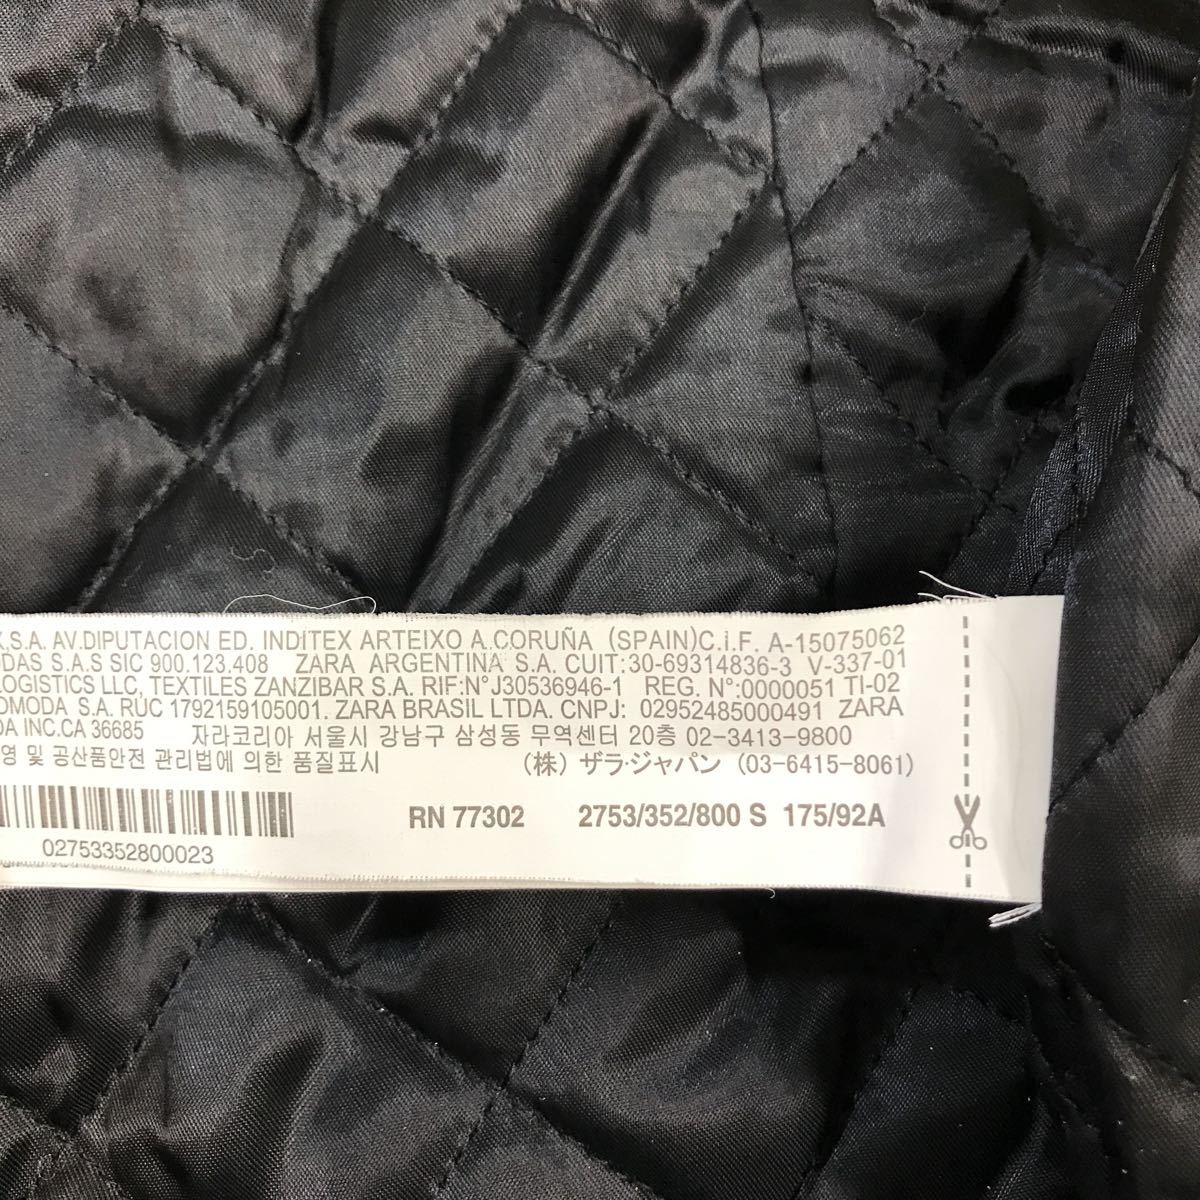 ,S.A. AV.DIPUTACION ED. INDITEX ARTEIXO A.CORUÑA (SPAIN)C.i.F. A-15075062
ODAS S.A.S SIC 900.123.408 ZARA ARGENTINA S.A. CUIT:30-69314836-3 V-337-01
LOGISTICS LLC, TEXTILES ZANZIBAR S.A. RIF:N°J30536946-1 REG. N°:0000051 TI-02
OMODA S.A. RUC 1792159105001. ZARA BRASIL LTDA. CNPJ: 02952485000491 ZARA
DA INC.CA 36685 자라코리아 서울시 강남구 삼성동 무역센터 20층 02-3413-9800
영 및 공산품안전 관리법에 의한 품질표시 (株) ザラ·ジャパン (03-6415-8061)
RN 77302 2753/352/800 S 175/92A
02753352800023